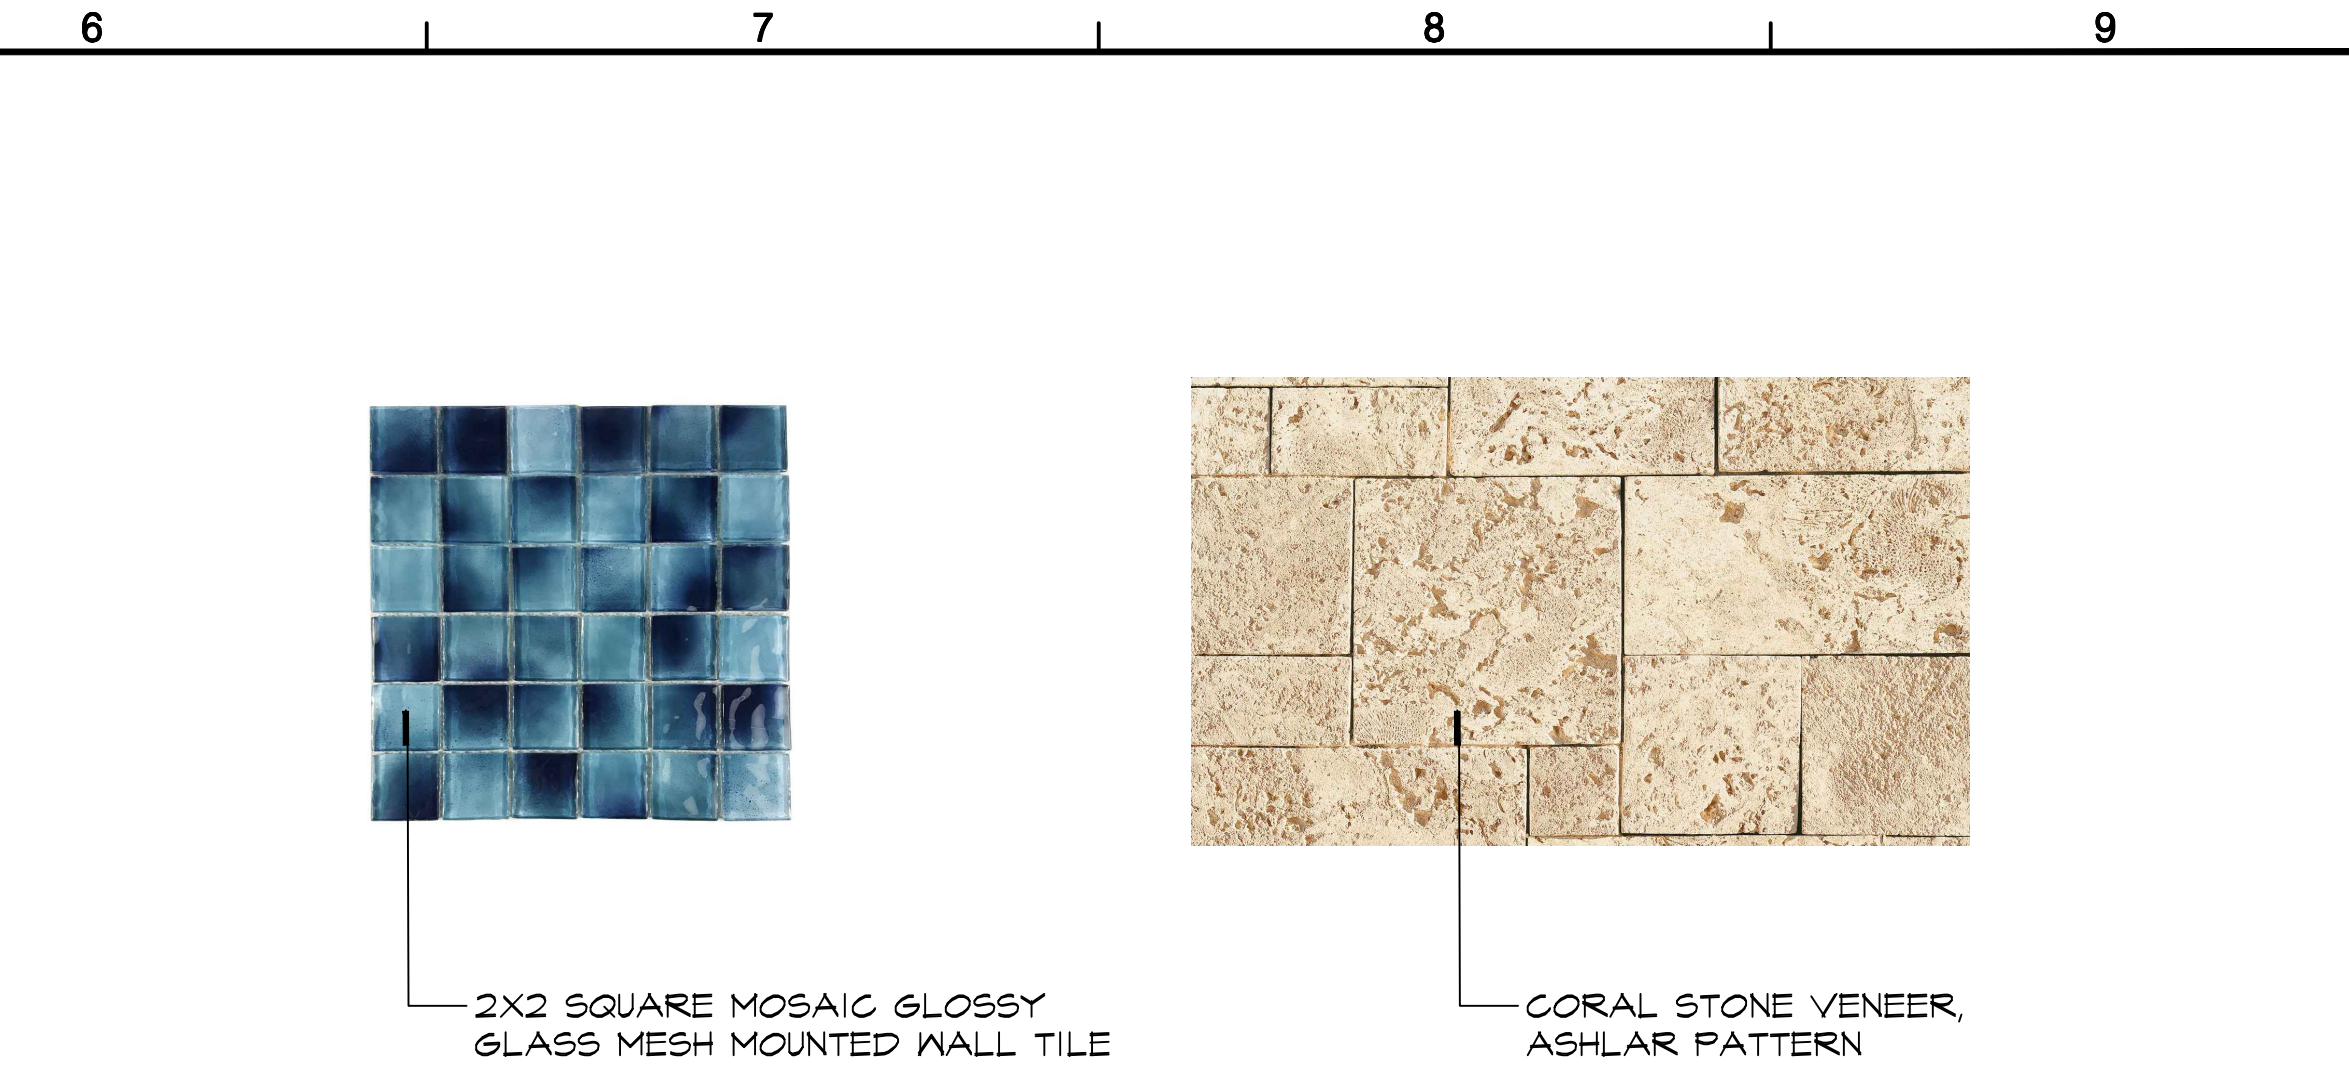 6 7 8 9
2X2 SQUARE MOSAIC GLOSSY
GLASS MESH MOUNTED WALL TILE
CORAL STONE VENEER,
ASHLAR PATTERN